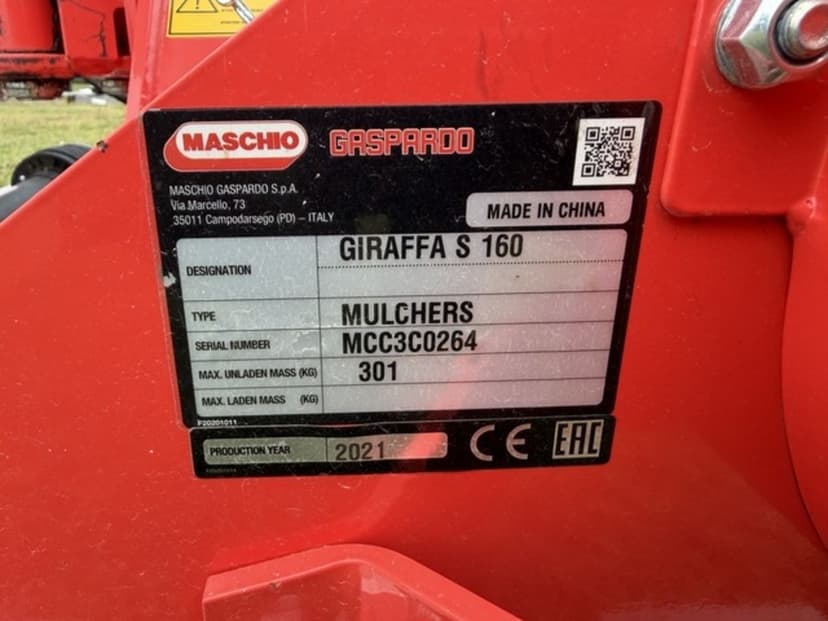 MASCHIO GASPARDO
MASCHIO GASPARDO S.p.A.
Via Marcello, 73
35011 Campodarsego (PD) – ITALY
MADE IN CHINA
DESIGNATION GIRAFFA S 160
TYPE MULCHERS
SERIAL NUMBER MCC3C0264
MAX. UNLADEN MASS (KG) 301
MAX. LADEN MASS (KG)
F20201011
PRODUCTION YEAR 2021 CE EAC